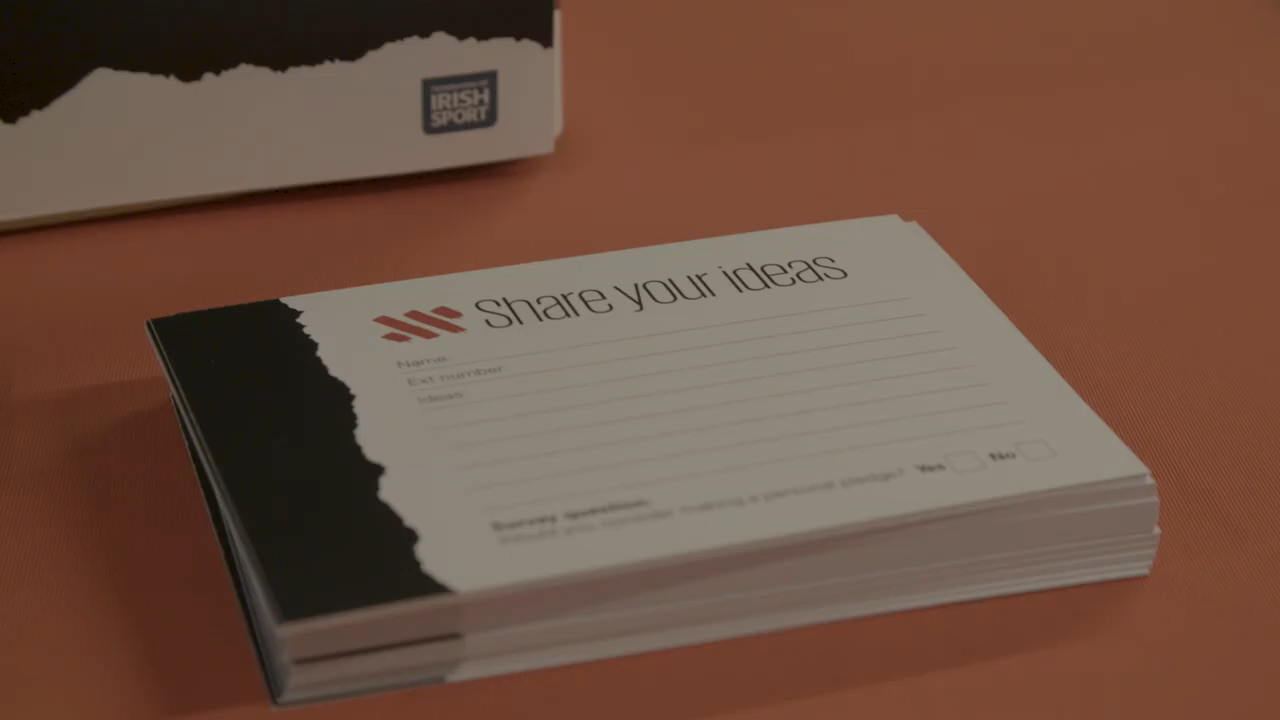 IRISH
SPORT
Share your ideas
Name:
Ext number:
Ideas:
Survey question:
Would you consider making a personal pledge? Yes No